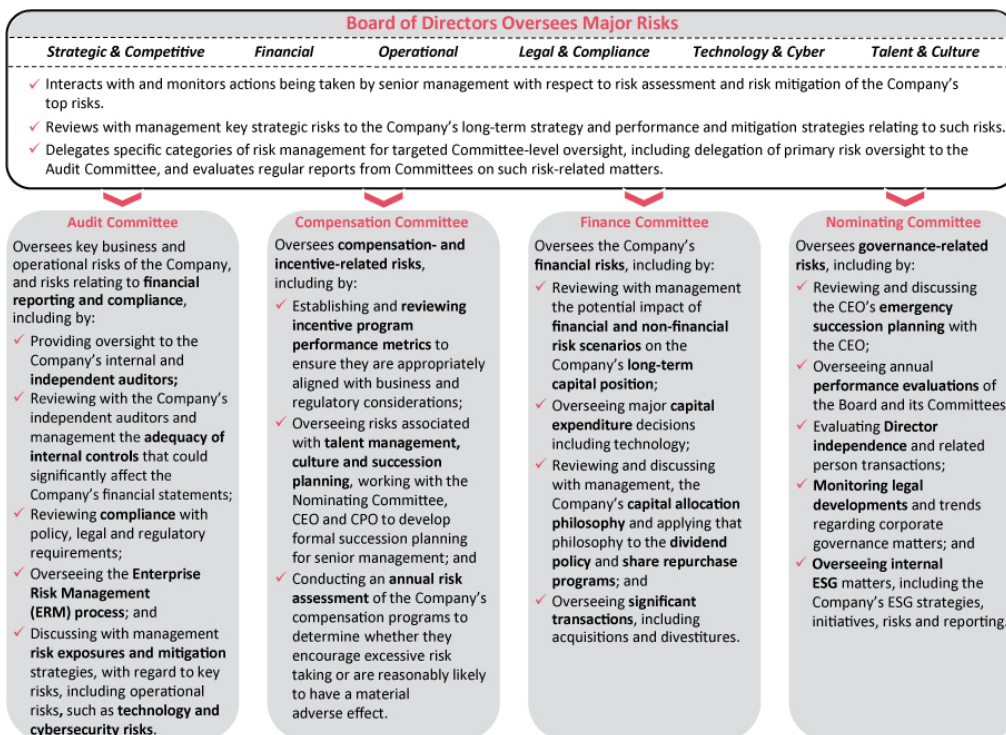 Board of Directors Oversees Major Risks
Strategic & Competitive Financial Operational Legal & Compliance Technology & Cyber Talent & Culture
✓ Interacts with and monitors actions being taken by senior management with respect to risk assessment and risk mitigation of the Company's
top risks.
✓ Reviews with management key strategic risks to the Company's long-term strategy and performance and mitigation strategies relating to such risks.
✓ Delegates specific categories of risk management for targeted Committee-level oversight, including delegation of primary risk oversight to the
Audit Committee, and evaluates regular reports from Committees on such risk-related matters.
Audit Committee
Oversees key business and
operational risks of the Company,
and risks relating to financial
reporting and compliance,
including by:
✓ Providing oversight to the
Company's internal and
independent auditors;
✓ Reviewing with the Company's
independent auditors and
management the adequacy of
internal controls that could
significantly affect the
Company's financial statements;
✓ Reviewing compliance with
policy, legal and regulatory
requirements;
✓ Overseeing the Enterprise
Risk Management
(ERM) process; and
✓ Discussing with management
risk exposures and mitigation
strategies, with regard to key
risks, including operational
risks, such as technology and
cybersecurity risks.
Compensation Committee
Oversees compensation- and
incentive-related risks,
including by:
✓ Establishing and reviewing
incentive program
performance metrics to
ensure they are appropriately
aligned with business and
regulatory considerations;
✓ Overseeing risks associated
with talent management,
culture and succession
planning, working with the
Nominating Committee,
CEO and CPO to develop
formal succession planning
for senior management; and
✓ Conducting an annual risk
assessment of the Company's
compensation programs to
determine whether they
encourage excessive risk
taking or are reasonably likely
to have a material
adverse effect.
Finance Committee
Oversees the Company's
financial risks, including by:
✓ Reviewing with management
the potential impact of
financial and non-financial
risk scenarios on the
Company's long-term
capital position;
✓ Overseeing major capital
expenditure decisions
including technology;
✓ Reviewing and discussing
with management, the
Company's capital allocation
philosophy and applying that
philosophy to the dividend
policy and share repurchase
programs; and
✓ Overseeing significant
transactions, including
acquisitions and divestitures.
Nominating Committee
Oversees governance-related
risks, including by:
✓ Reviewing and discussing
the CEO's emergency
succession planning with
the CEO;
✓ Overseeing annual
performance evaluations of
the Board and its Committees
✓ Evaluating Director
independence and related
person transactions;
✓ Monitoring legal
developments and trends
regarding corporate
governance matters; and
✓ Overseeing internal
ESG matters, including the
Company's ESG strategies,
initiatives, risks and reporting.